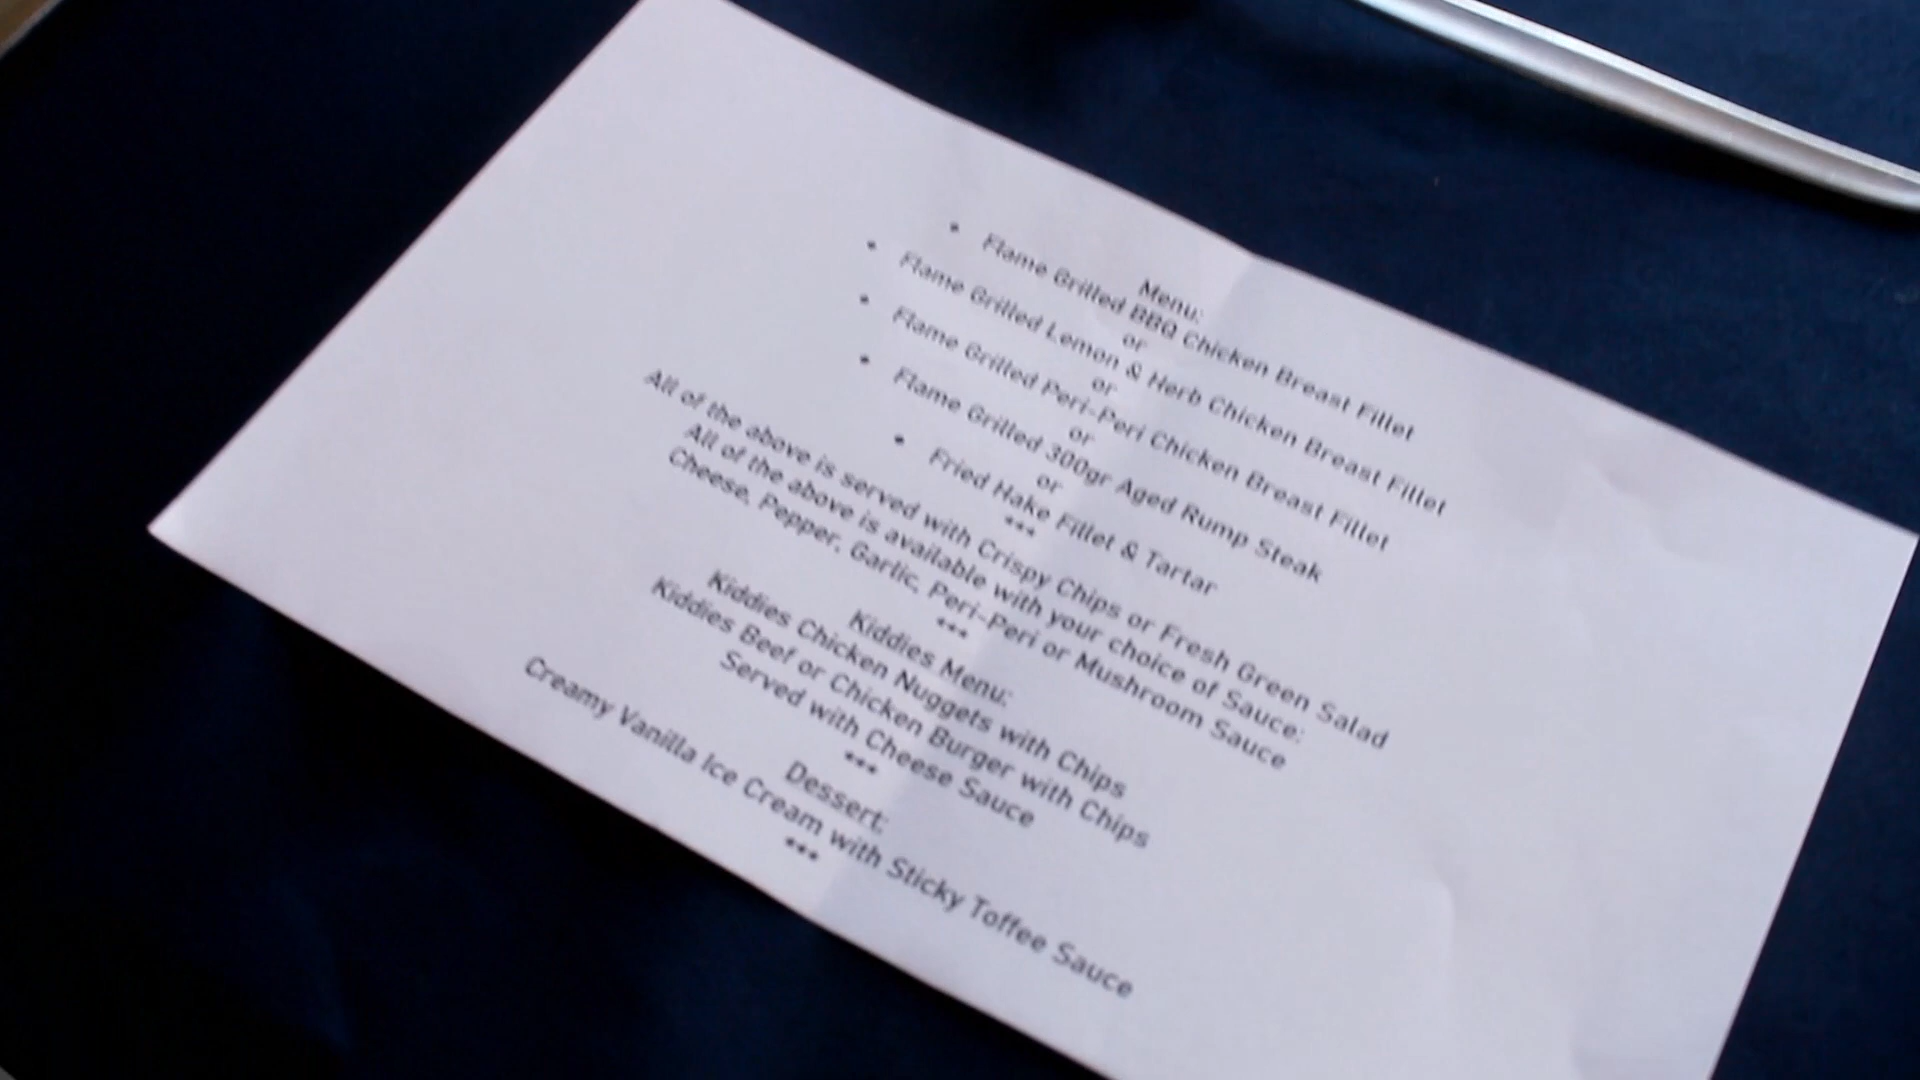 Menu:
• Flame Grilled BBQ Chicken Breast Fillet
or
• Flame Grilled Lemon & Herb Chicken Breast Fillet
or
• Flame Grilled Peri-Peri Chicken Breast Fillet
or
• Flame Grilled 300gr Aged Rump Steak
or
• Fried Hake Fillet & Tartar
***
All of the above is served with Crispy Chips or Fresh Green Salad
All of the above is available with your choice of Sauce:
Cheese, Pepper, Garlic, Peri-Peri or Mushroom Sauce
***
Kiddies Menu:
Kiddies Chicken Nuggets with Chips
Kiddies Beef or Chicken Burger with Chips
Served with Cheese Sauce
***
Dessert:
Creamy Vanilla Ice Cream with Sticky Toffee Sauce
***